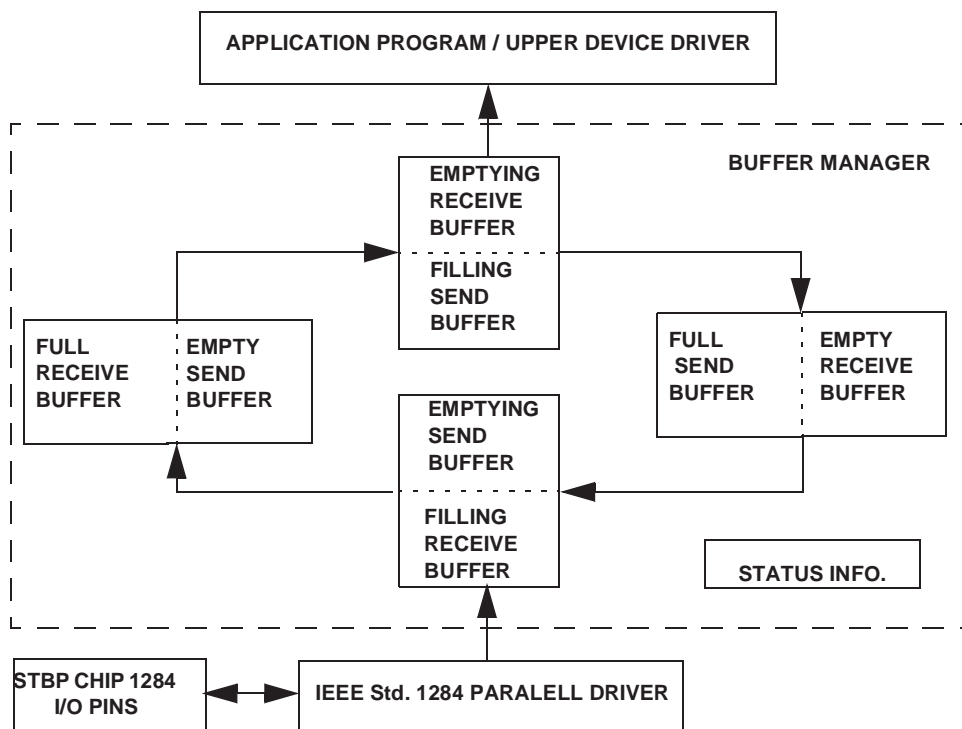 APPLICATION PROGRAM / UPPER DEVICE DRIVER
BUFFER MANAGER
EMPTYING
RECEIVE
BUFFER
FILLING
SEND
BUFFER
FULL
RECEIVE
BUFFER
EMPTY
SEND
BUFFER
FULL
SEND
BUFFER
EMPTY
RECEIVE
BUFFER
EMPTYING
SEND
BUFFER
FILLING
RECEIVE
BUFFER
STATUS INFO.
STBP CHIP 1284
I/O PINS
IEEE Std. 1284 PARALELL DRIVER